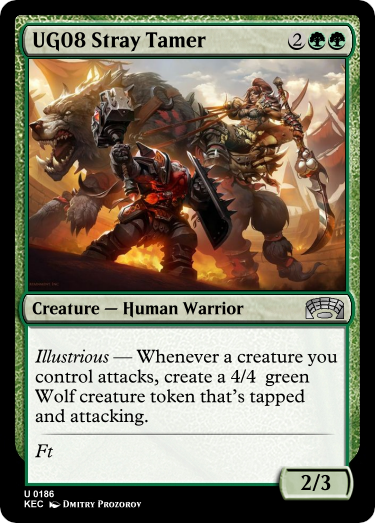 UG08 Stray Tamer 2
Creature — Human Warrior
Illustrious — Whenever a creature you
control attacks, create a 4/4 green
Wolf creature token that's tapped
and attacking.
Ft
2/3
U 0186
KEC Dmitry Prozorov